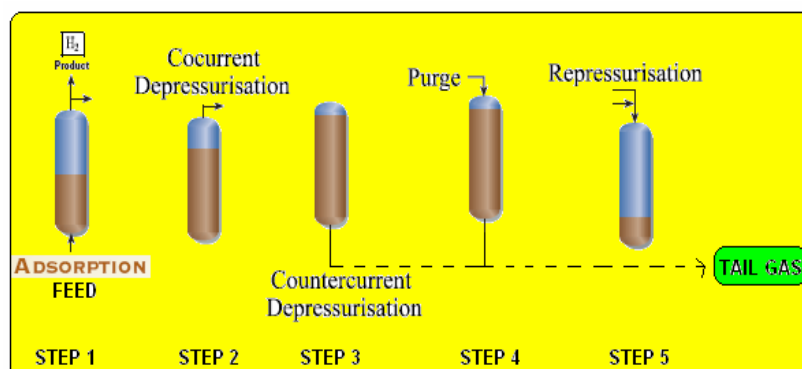 H₂
Product
Cocurrent
Depressurisation
Purge
Repressurisation
ADSORPTION
FEED
Countercurrent
Depressurisation
TAIL GAS
STEP 1
STEP 2
STEP 3
STEP 4
STEP 5